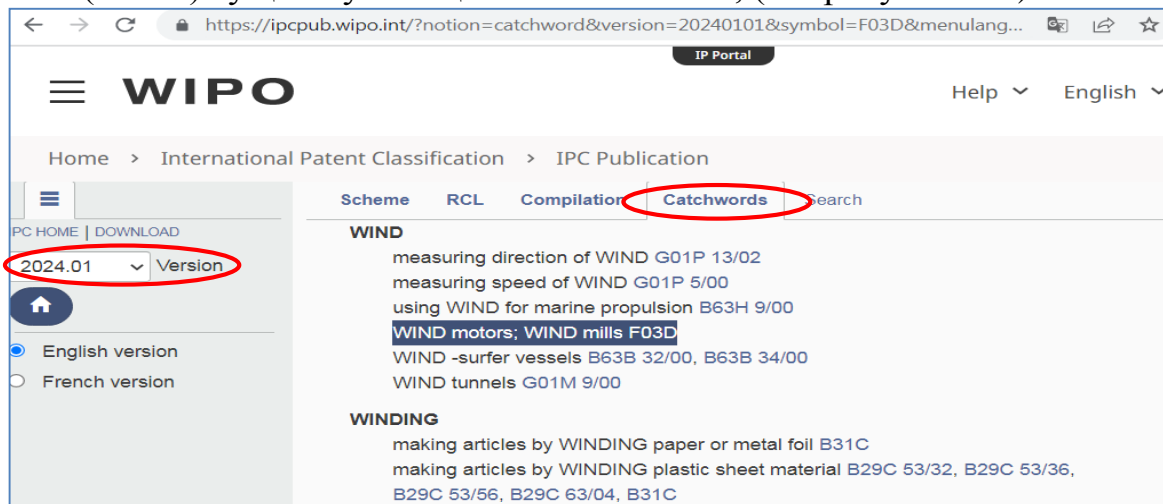 https://ipcpub.wipo.int/?notion=catchword&version=20240101&symbol=F03D&menulang...
IP Portal
WIPO
Help
English
Home > International Patent Classification > IPC Publication
Scheme RCL Compilation Catchwords Search
PC HOME | DOWNLOAD
2024.01 Version
English version
French version
WIND
measuring direction of WIND G01P 13/02
measuring speed of WIND G01P 5/00
using WIND for marine propulsion B63H 9/00
WIND motors; WIND mills F03D
WIND -surfer vessels B63B 32/00, B63B 34/00
WIND tunnels G01M 9/00
WINDING
making articles by WINDING paper or metal foil B31C
making articles by WINDING plastic sheet material B29C 53/32, B29C 53/36,
B29C 53/56, B29C 63/04, B31C